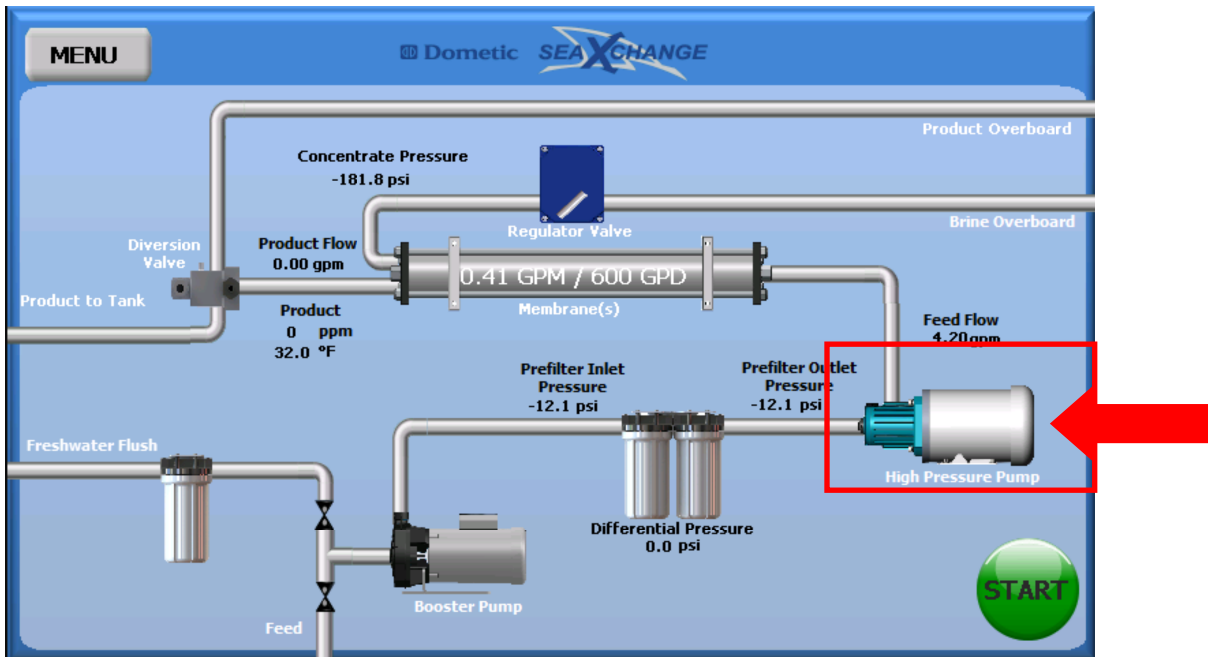 MENU
Dometic SEAXCHANGE
Product Overboard
Concentrate Pressure
-181.8 psi
Brine Overboard
Regulator Valve
Diversion
Valve
Product Flow
0.00 gpm
0.41 GPM / 600 GPD
Product to Tank
Membrane(s)
Product
0 ppm
32.0 °F
Feed Flow
4.20 gpm
Prefilter Inlet
Pressure
-12.1 psi
Prefilter Outlet
Pressure
-12.1 psi
Freshwater Flush
High Pressure Pump
Differential Pressure
0.0 psi
START
Booster Pump
Feed